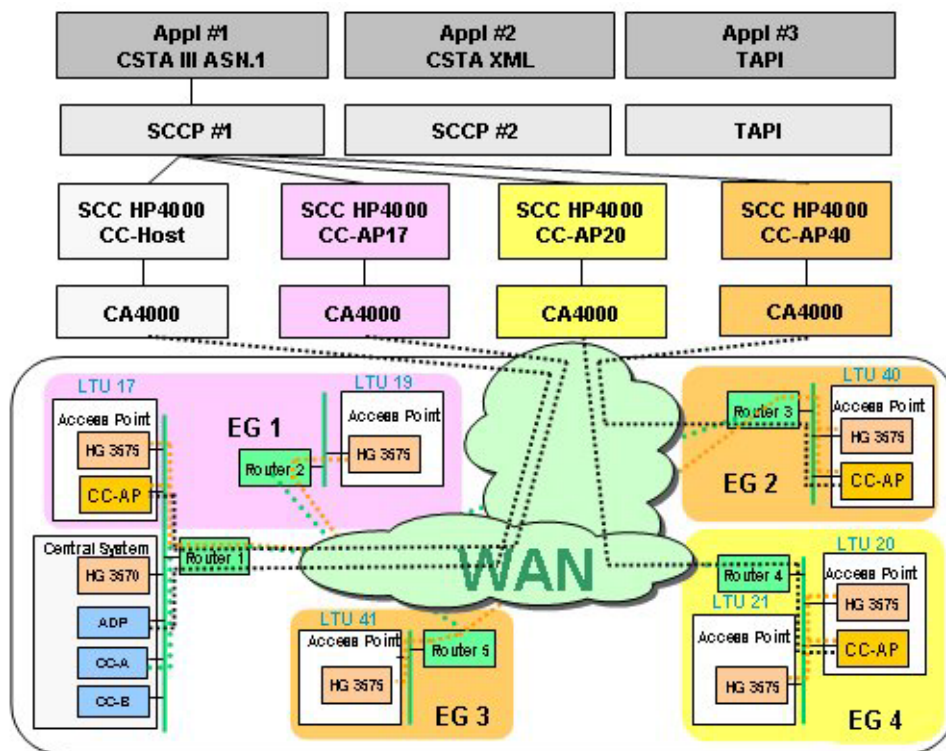 Appl #1
CSTA III ASN.1
Appl #2
CSTA XML
Appl #3
TAPI
SCCP #1
SCCP #2
TAPI
SCC HP4000
CC-Host
SCC HP4000
CC-AP17
SCC HP4000
CC-AP20
SCC HP4000
CC-AP40
CA4000
CA4000
CA4000
CA4000
LTU 17
Access Point
HG 3575
CC-AP
EG 1
LTU 19
Access Point
HG 3575
Router 2
LTU 40
Access Point
HG 3575
CC-AP
Router 3
EG 2
Central System
HG 3570
ADP
CC-A
CC-B
Router 1
WAN
LTU 41
Access Point
HG 3575
Router 5
EG 3
Router 4
LTU 20
Access Point
HG 3575
CC-AP
LTU 21
Access Point
HG 3575
EG 4